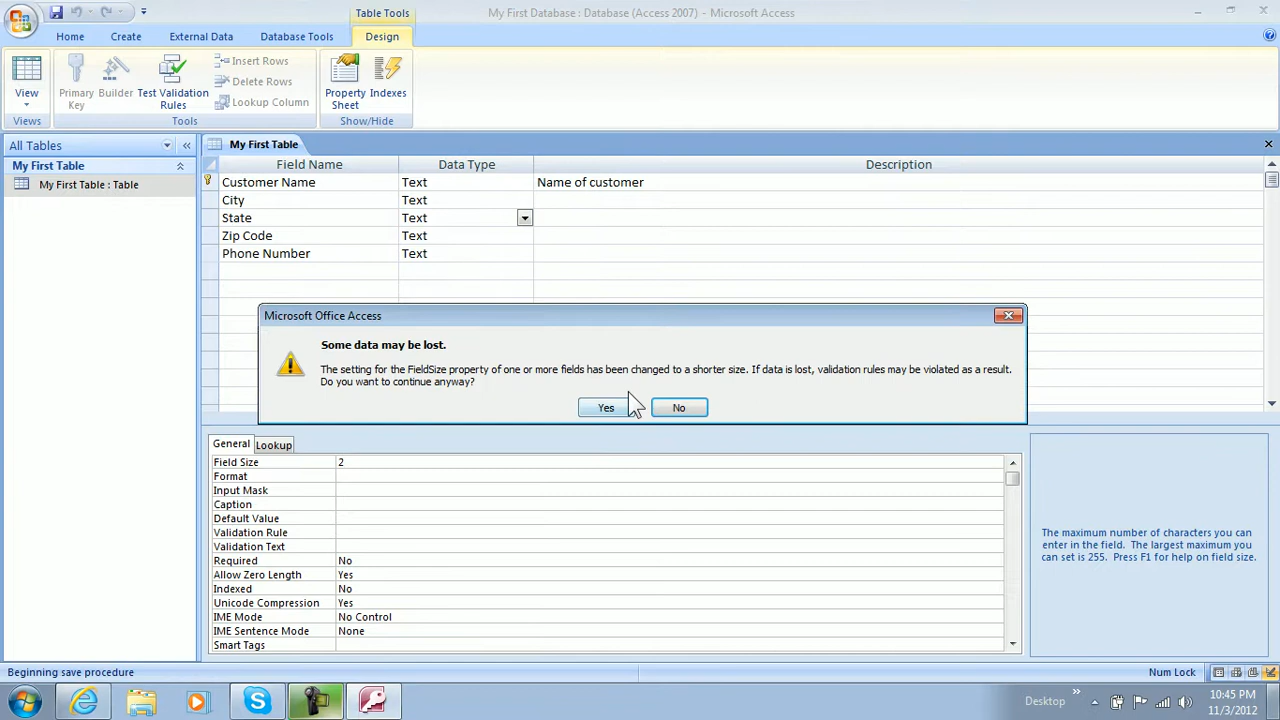 Table Tools
My First Database : Database (Access 2007) - Microsoft Access
Home
Create
External Data
Database Tools
Design
View
Primary Key
Builder
Test Validation Rules
Insert Rows
Delete Rows
Lookup Column
Property Sheet
Indexes
Views
Tools
Show/Hide
All Tables
My First Table
My First Table : Table
My First Table
Field Name
Data Type
Description
Customer Name
Text
Name of customer
City
Text
State
Text
Zip Code
Text
Phone Number
Text
Microsoft Office Access
Some data may be lost.
The setting for the FieldSize property of one or more fields has been changed to a shorter size. If data is lost, validation rules may be violated as a result.
Do you want to continue anyway?
Yes
No
General
Lookup
Field Size
2
Format
Input Mask
Caption
Default Value
Validation Rule
Validation Text
Required
No
Allow Zero Length
Yes
Indexed
No
Unicode Compression
Yes
IME Mode
No Control
IME Sentence Mode
None
Smart Tags
The maximum number of characters you can
enter in the field. The largest maximum you
can set is 255. Press F1 for help on field size.
Beginning save procedure
Num Lock
Desktop
10:45 PM
11/3/2012